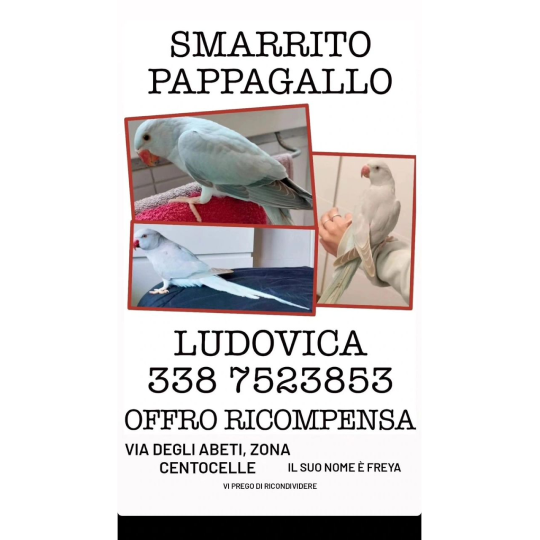 SMARRITO
PAPPAGALLO
LUDOVICA
338 7523853
OFFRO RICOMPENSA
VIA DEGLI ABETI, ZONA
CENTOCELLE
IL SUO NOME È FREYA
VI PREGO DI RICONDIVIDERE